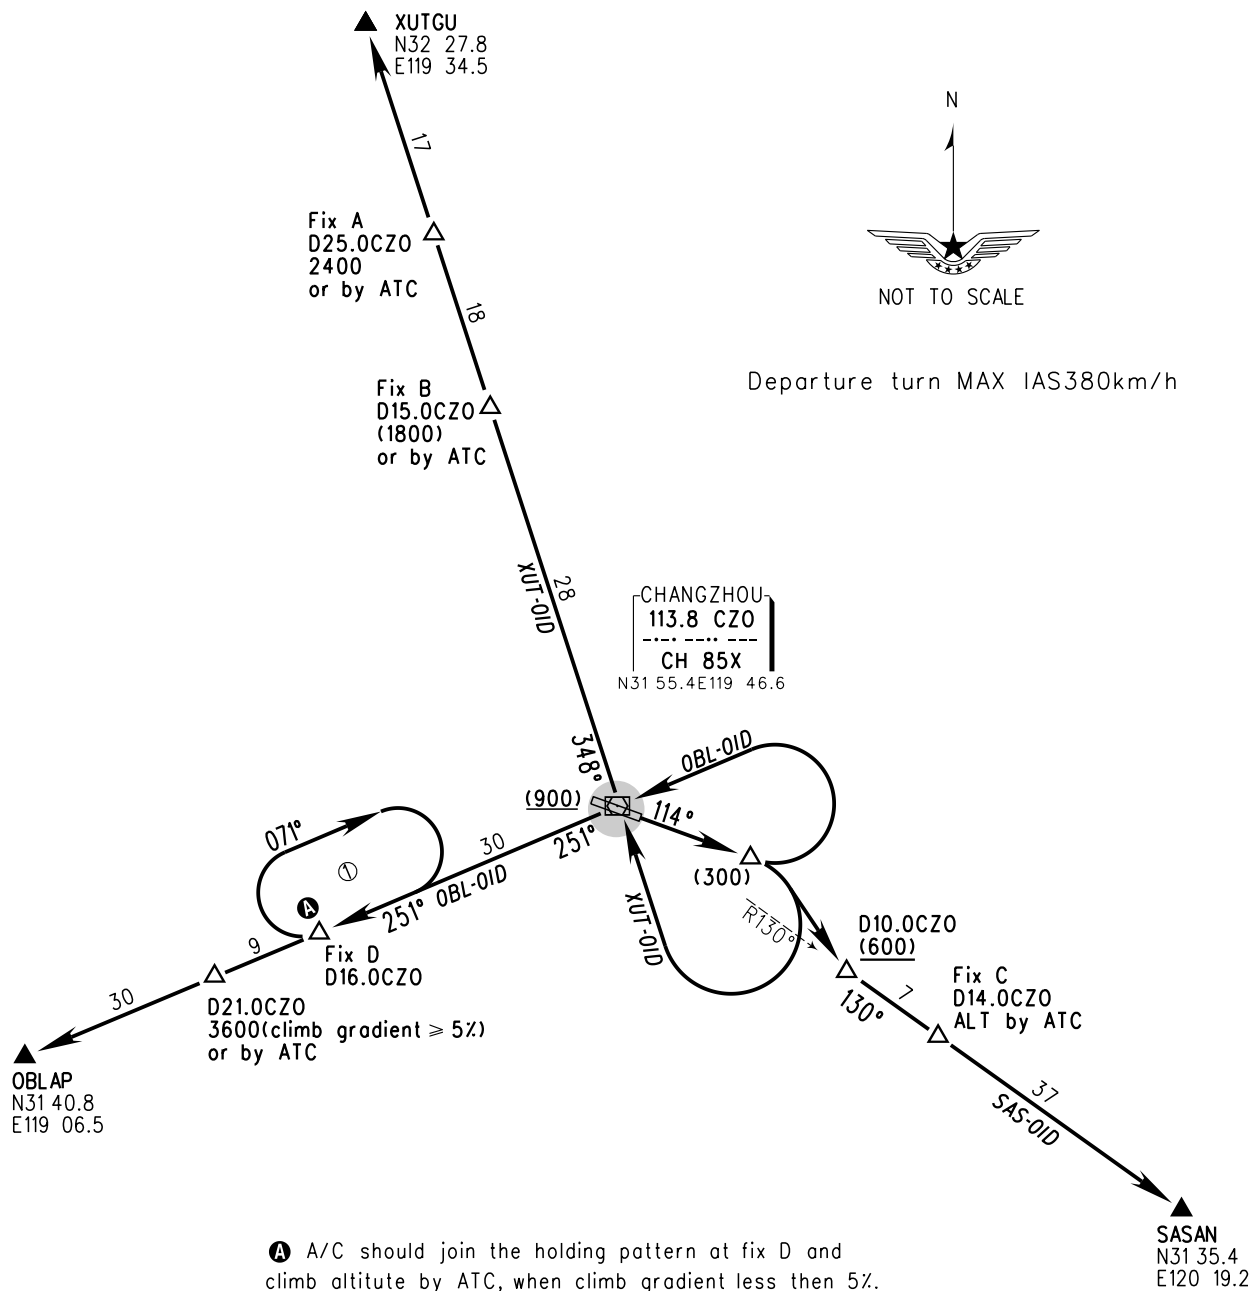 XUTGU
N32 27.8
E119 34.5
17
N
Fix A
D25.0CZO
2400
or by ATC
NOT TO SCALE
18
Departure turn MAX IAS380km/h
Fix B
D15.0CZO
(1800)
or by ATC
28
XUT-01D
CHANGZHOU
113.8 CZO
CH 85X
N31 55.4E119 46.6
348°
OBL-01D
(900)
114°
251°
30
OBL-01D
251°
071°
1
(300)
XUT-01D
R130°
A
Fix D
D16.0CZO
9
D10.0CZO
(600)
130°
7
Fix C
D14.0CZO
ALT by ATC
30
D21.0CZO
3600(climb gradient ⩾ 5%)
or by ATC
OBLAP
N31 40.8
E119 06.5
37
SAS-01D
SASAN
N31 35.4
E120 19.2
A A/C should join the holding pattern at fix D and
climb altitute by ATC, when climb gradient less then 5%.